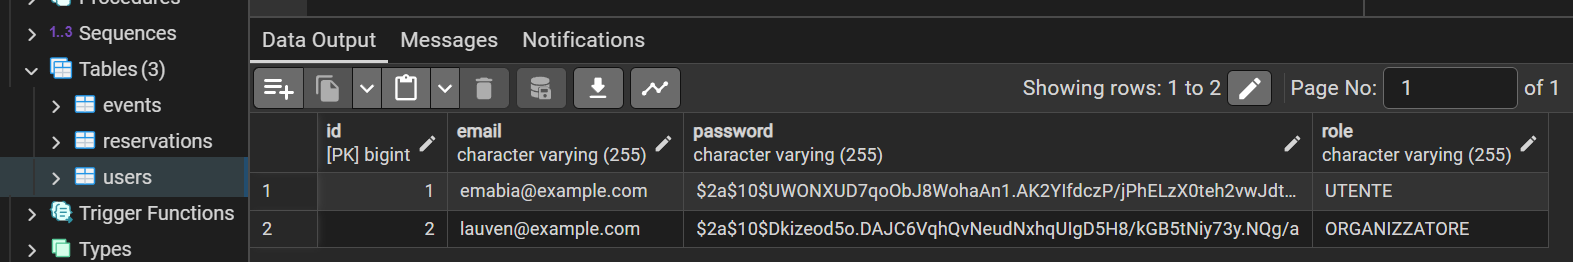 Procedures
1..3 Sequences
Tables (3)
events
reservations
users
Trigger Functions
Types
Data Output Messages Notifications
Showing rows: 1 to 2 Page No: 1 of 1
id email password role
[PK] bigint character varying (255) character varying (255) character varying (255)
1 1 emabia@example.com $2a$10$UWONXUD7qoObJ8WohaAn1.AK2YIfdczP/jPhELzX0teh2vwJdt... UTENTE
2 2 lauven@example.com $2a$10$Dkizeod5o.DAJC6VqhQvNeudNxhqUIgD5H8/kGB5tNiy73y.NQg/a ORGANIZZATORE